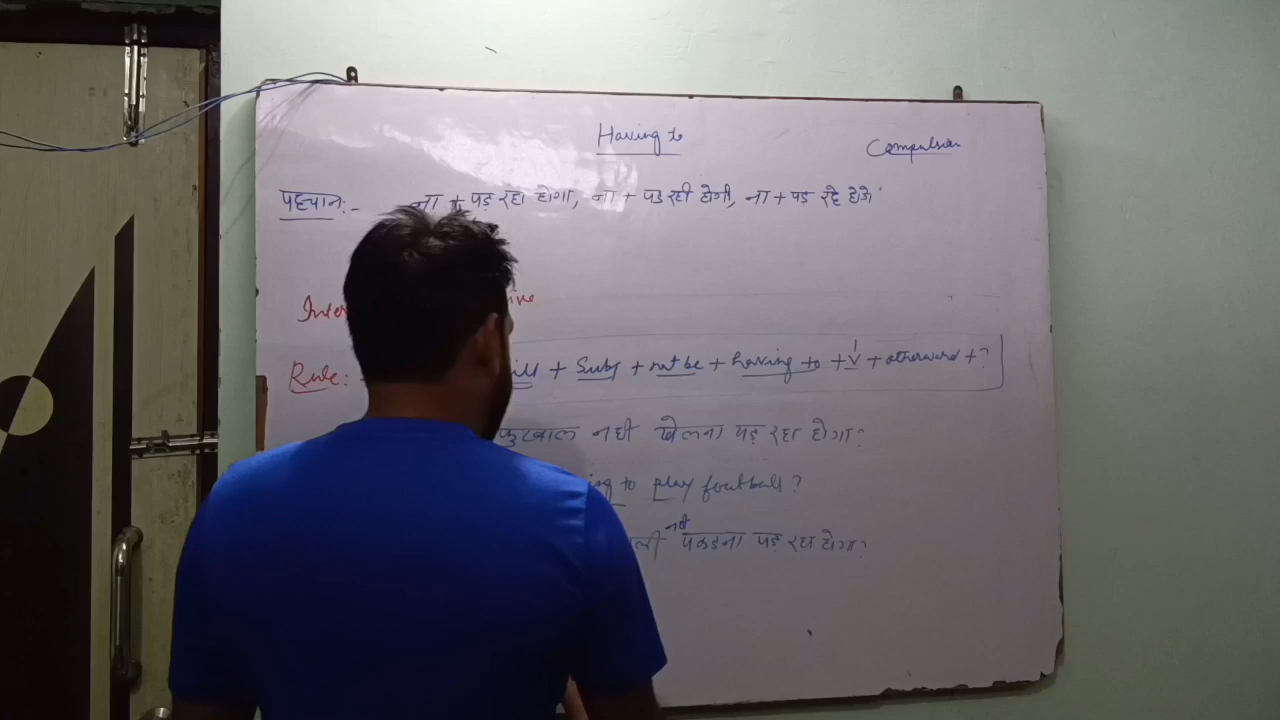 Having to
Compulsion
पहचान:- ना + पड़ रहा होगा, ना + पड़ रही होगी, ना + पड़ रहे होंगे
Rule: + Subj + not be + having to + V1 + otherword + ?
फुटबाल नही खेलना पड़ रहा होगा?
to play football?
नही
पकड़ना पड़ रहा होगा?